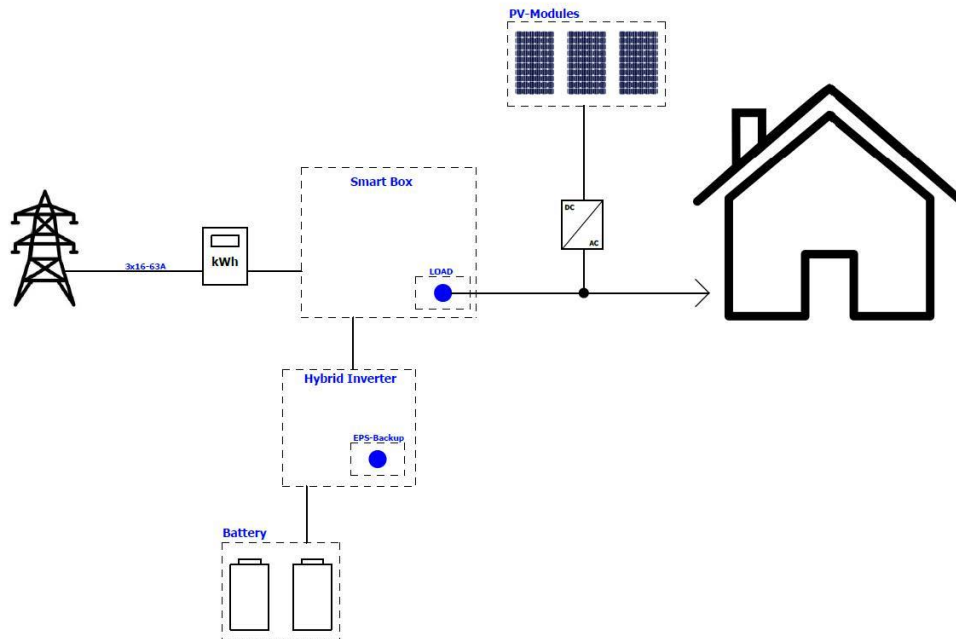 PV-Modules
Smart Box
DC
AC
kWh
3x16-63A
LOAD
Hybrid Inverter
EPS-Backup
Battery